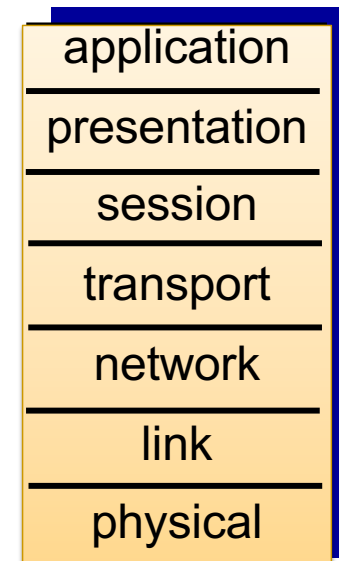 application
presentation
session
transport
network
link
physical